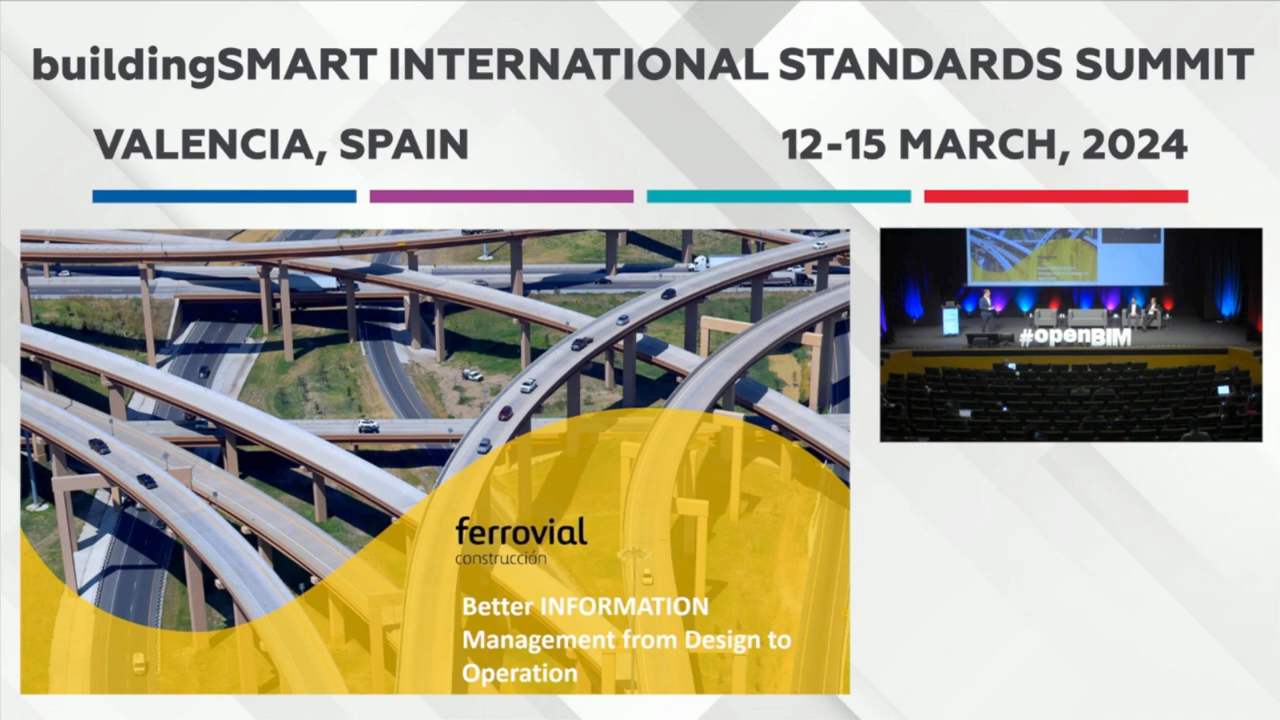 buildingSMART INTERNATIONAL STANDARDS SUMMIT
VALENCIA, SPAIN
12-15 MARCH, 2024
ferrovial
construcción
Better INFORMATION
Management from Design to
Operation
#openBIM